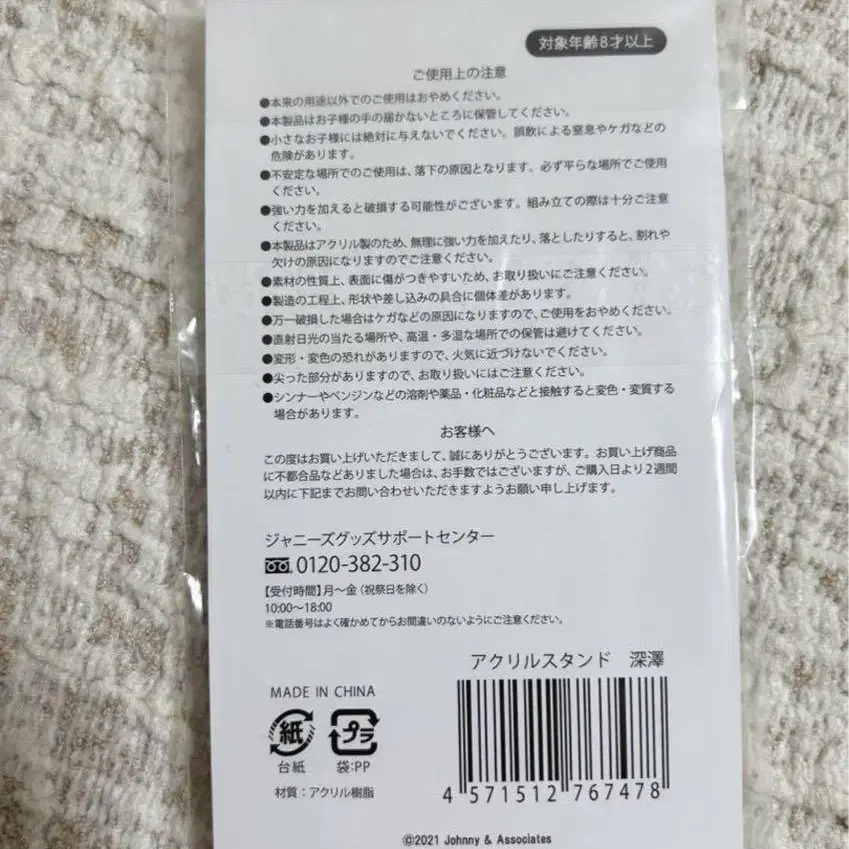 対象年齢8才以上
ご使用上の注意
●本来の用途以外でのご使用はおやめください。
●本製品はお子様の手の届かないところに保管してください。
●小さなお子様には絶対に与えないでください。誤飲による窒息やケガなどの
危険があります。
●不安定な場所でのご使用は、落下の原因となります。必ず平らな場所でご使用
ください。
●強い力を加えると破損する可能性がございます。組み立ての際は十分ご注意
ください。
●本製品はアクリル製のため、無理に強い力を加えたり、落としたりすると、割れや
欠けの原因になりますのでご注意ください。
●素材の性質上、表面に傷がつきやすいため、お取り扱いにご注意ください。
●製造の工程上、形状や差し込みの具合に個体差があります。
●万一破損した場合はケガなどの原因になりますので、ご使用をおやめください。
●直射日光の当たる場所や、高温・多湿な場所での保管は避けてください。
●変形・変色の恐れがありますので、火気に近づけないでください。
●尖った部分がありますので、お取り扱いにはご注意ください。
●シンナーやベンジンなどの溶剤や薬品・化粧品などと接触すると変色・変質する
場合があります。
お客様へ
この度はお買い上げいただきまして、誠にありがとうございます。お買い上げ商品
に不都合品などありました場合は、お手数ではございますが、ご購入日より2週間
以内に下記までお問い合わせいただきますようお願い申し上げます。
ジャニーズグッズサポートセンター
0120-382-310
【受付時間】月～金（祝祭日を除く）
10:00～18:00
※電話番号はよく確かめてからお間違いのないようにご注意ください。
アクリルスタンド 深澤
MADE IN CHINA
紙
プラ
台紙
袋:PP
材質：アクリル樹脂
4 571512 767478
©2021 Johnny & Associates